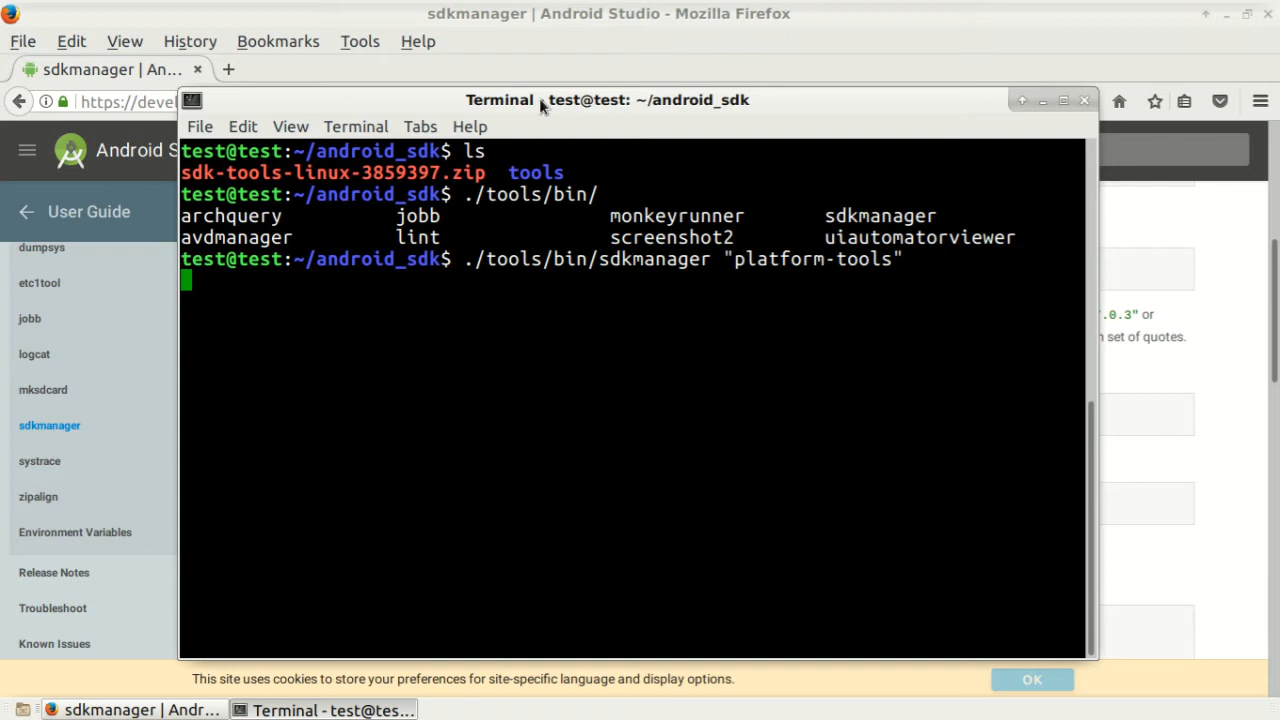 sdkmanager | Android Studio - Mozilla Firefox
File Edit View History Bookmarks Tools Help
sdkmanager | An...
https://devel
Terminal - test@test: ~/android_sdk
Android S
File Edit View Terminal Tabs Help
test@test:~/android_sdk$ ls
sdk-tools-linux-3859397.zip tools
test@test:~/android_sdk$ ./tools/bin/
archquery jobb monkeyrunner sdkmanager
avdmanager lint screenshot2 uiautomatorviewer
test@test:~/android_sdk$ ./tools/bin/sdkmanager "platform-tools"
User Guide
dumpsys
etc1tool
jobb
logcat
mksdcard
sdkmanager
systrace
zipalign
Environment Variables
Release Notes
Troubleshoot
Known Issues
.0.3" or
n set of quotes.
This site uses cookies to store your preferences for site-specific language and display options.
OK
sdkmanager | Andr...
Terminal - test@tes...